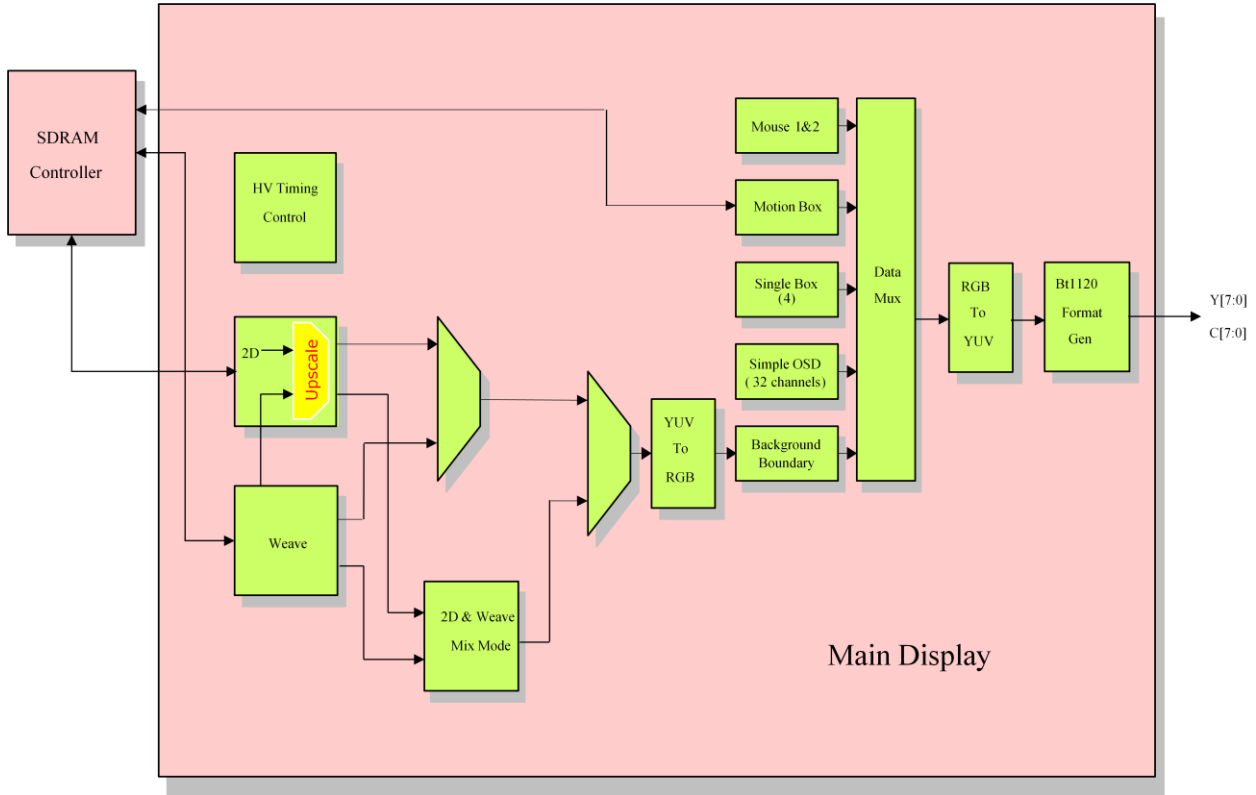 SDRAM
Controller
HV Timing
Control
2D
Upscale
Weave
2D & Weave
Mix Mode
YUV
To
RGB
Mouse 1&2
Motion Box
Single Box
(4)
Simple OSD
( 32 channels)
Background
Boundary
Data
Mux
RGB
To
YUV
Bt1120
Format
Gen
Y[7:0]
C[7:0]
Main Display